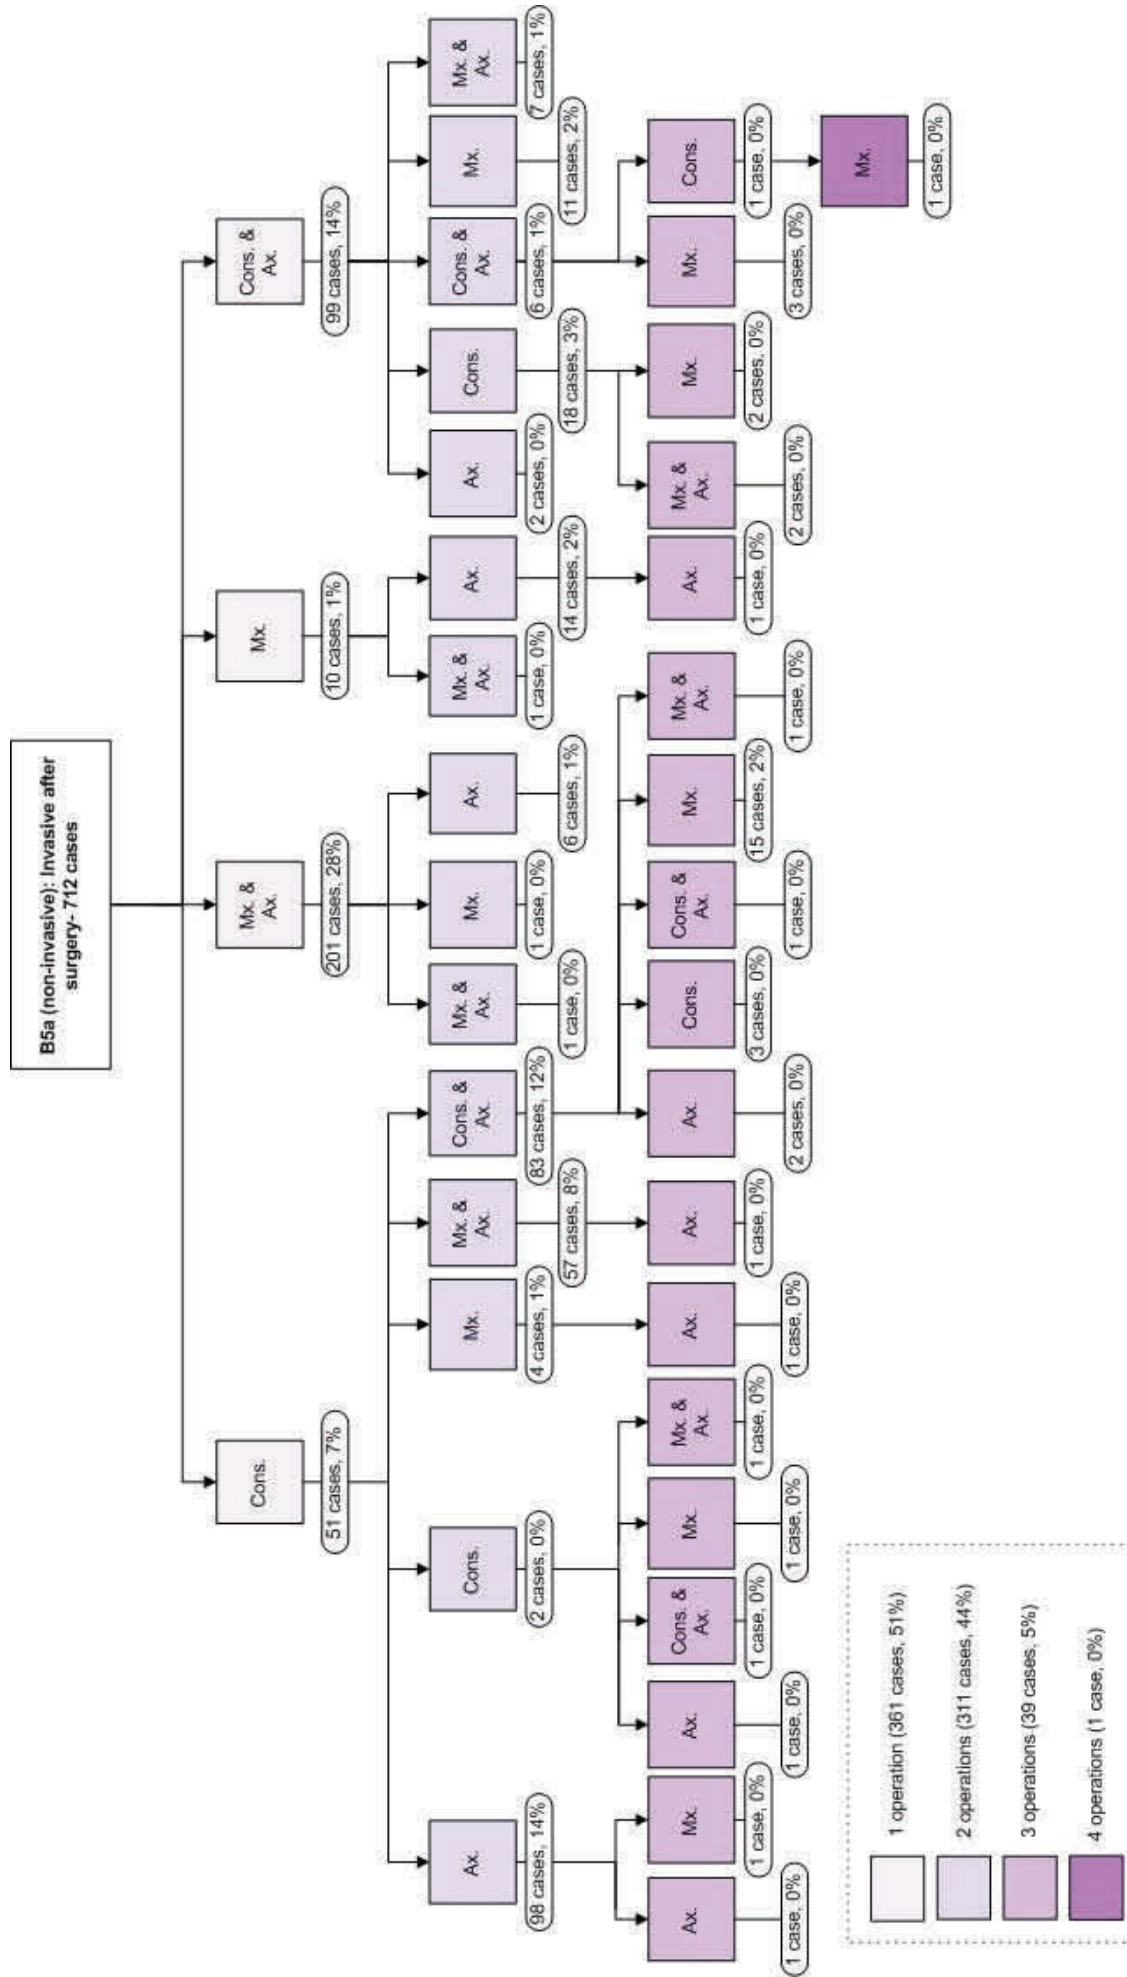 B5a (non-invasive): Invasive after
surgery- 712 cases
Cons.
51 cases, 7%
Mx. &
Ax.
201 cases, 28%
Mx.
10 cases, 1%
Cons. &
Ax.
99 cases, 14%
Ax.
98 cases, 14%
Cons.
2 cases, 0%
Mx.
4 cases, 1%
Mx. &
Ax.
57 cases, 8%
Cons. &
Ax.
83 cases, 12%
Mx. &
Ax.
1 case, 0%
Mx.
1 case, 0%
Ax.
6 cases, 1%
Mx. &
Ax.
1 case, 0%
Ax.
14 cases, 2%
Ax.
2 cases, 0%
Cons.
18 cases, 3%
Cons. &
Ax.
6 cases, 1%
Mx.
11 cases, 2%
Mx. &
Ax.
7 cases, 1%
Ax.
1 case, 0%
Mx.
1 case, 0%
Ax.
1 case, 0%
Cons. &
Ax.
1 case, 0%
Mx.
1 case, 0%
Mx. &
Ax.
1 case, 0%
Ax.
1 case, 0%
Ax.
1 case, 0%
Ax.
2 cases, 0%
Cons.
3 cases, 0%
Cons. &
Ax.
1 case, 0%
Mx.
15 cases, 2%
Mx. &
Ax.
1 case, 0%
Ax.
1 case, 0%
Mx. &
Ax.
2 cases, 0%
Mx.
2 cases, 0%
Mx.
3 cases, 0%
Cons.
1 case, 0%
Mx.
1 case, 0%
1 operation (361 cases, 51%)
2 operations (311 cases, 44%)
3 operations (39 cases, 5%)
4 operations (1 case, 0%)